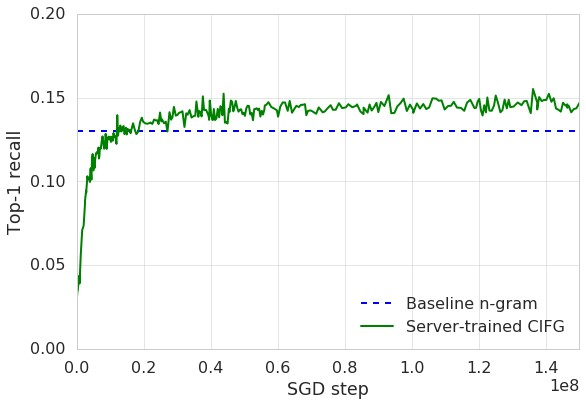 0.20
0.15
0.10
0.05
0.00
Top-1 recall
Baseline n-gram
Server-trained CIFG
0.0 0.2 0.4 0.6 0.8 1.0 1.2 1.4
1e8
SGD step